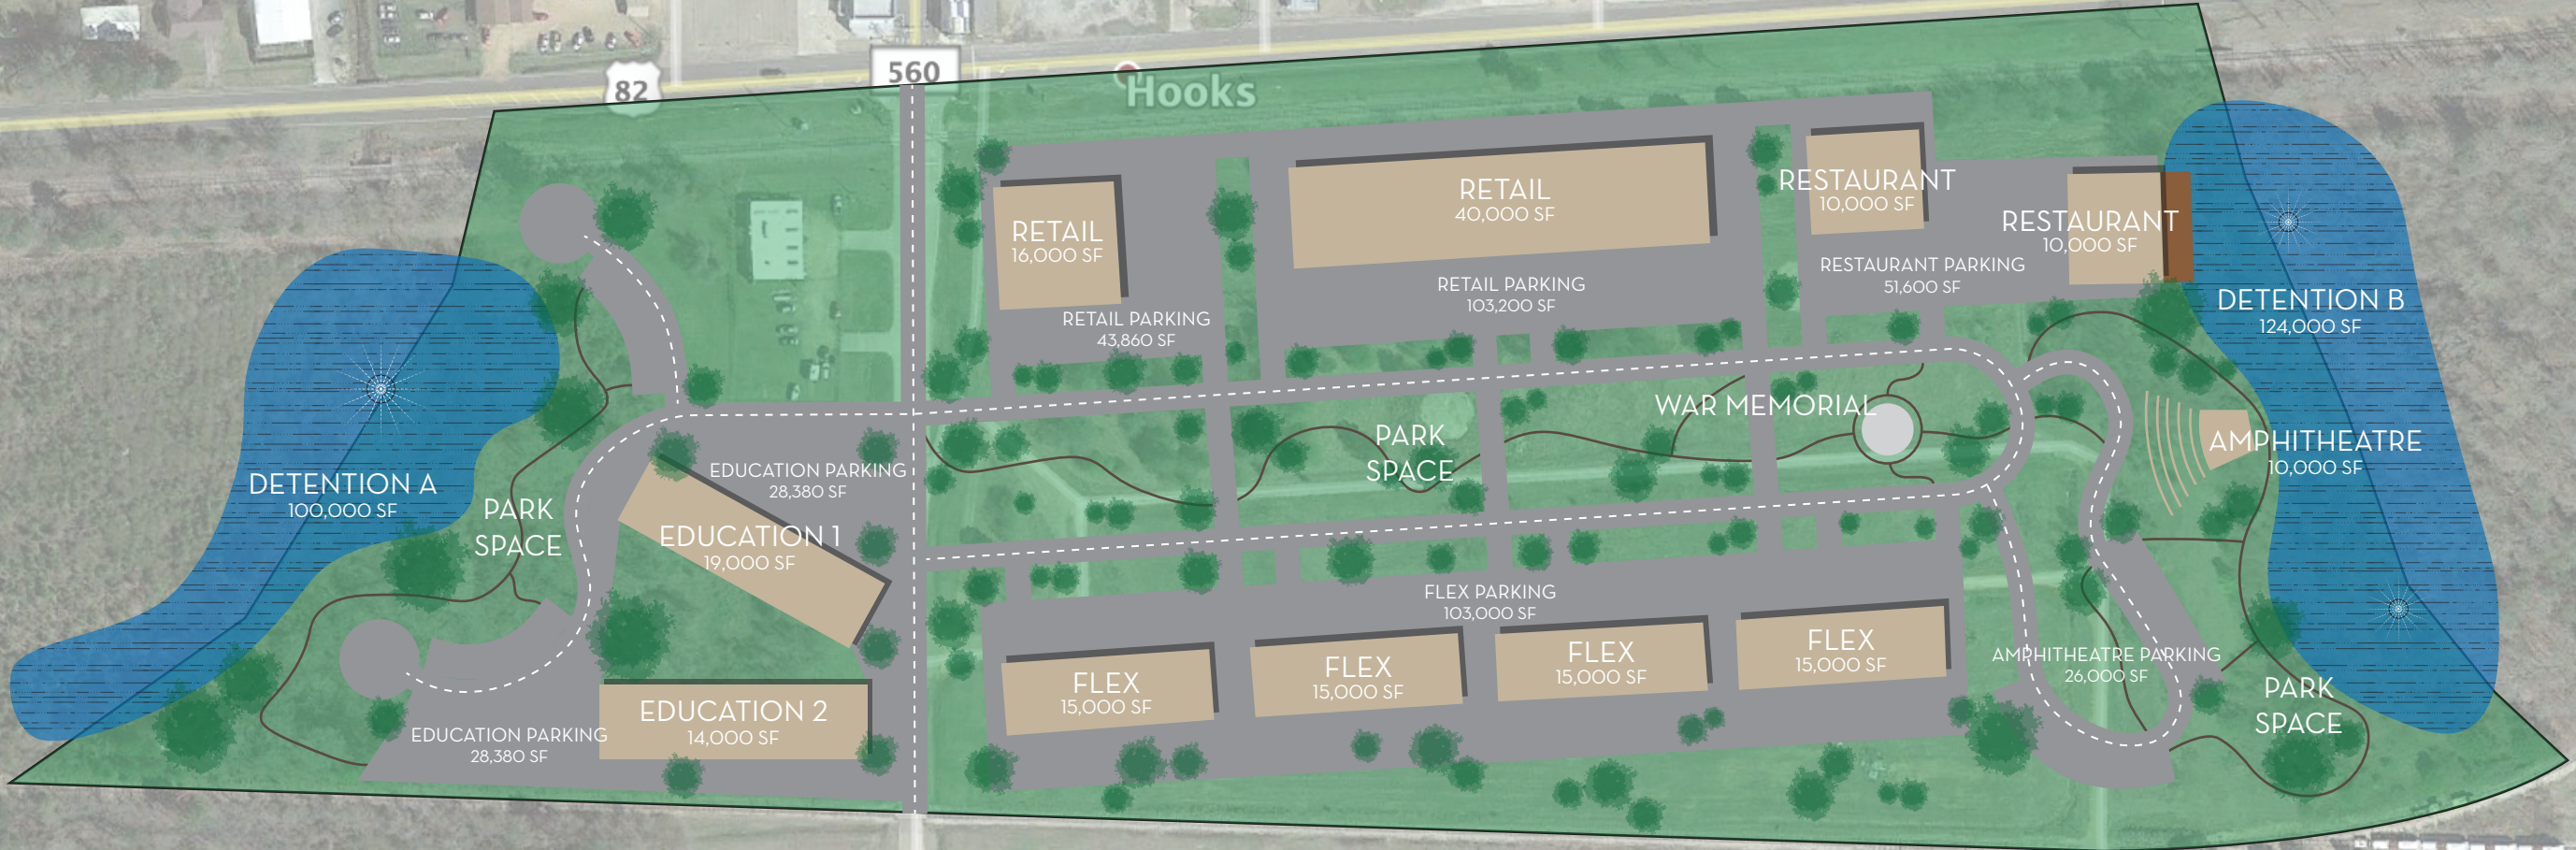 560
82
Hooks
RETAIL
16,000 SF
RETAIL
40,000 SF
RESTAURANT
10,000 SF
RESTAURANT
10,000 SF
RETAIL PARKING
43,860 SF
RETAIL PARKING
103,200 SF
RESTAURANT PARKING
51,600 SF
DETENTION B
124,000 SF
WAR MEMORIAL
PARK
SPACE
AMPHITHEATRE
10,000 SF
DETENTION A
100,000 SF
PARK
SPACE
EDUCATION PARKING
28,380 SF
EDUCATION 1
19,000 SF
FLEX PARKING
103,000 SF
FLEX
15,000 SF
FLEX
15,000 SF
FLEX
15,000 SF
FLEX
15,000 SF
AMPHITHEATRE PARKING
26,000 SF
PARK
SPACE
EDUCATION 2
14,000 SF
EDUCATION PARKING
28,380 SF